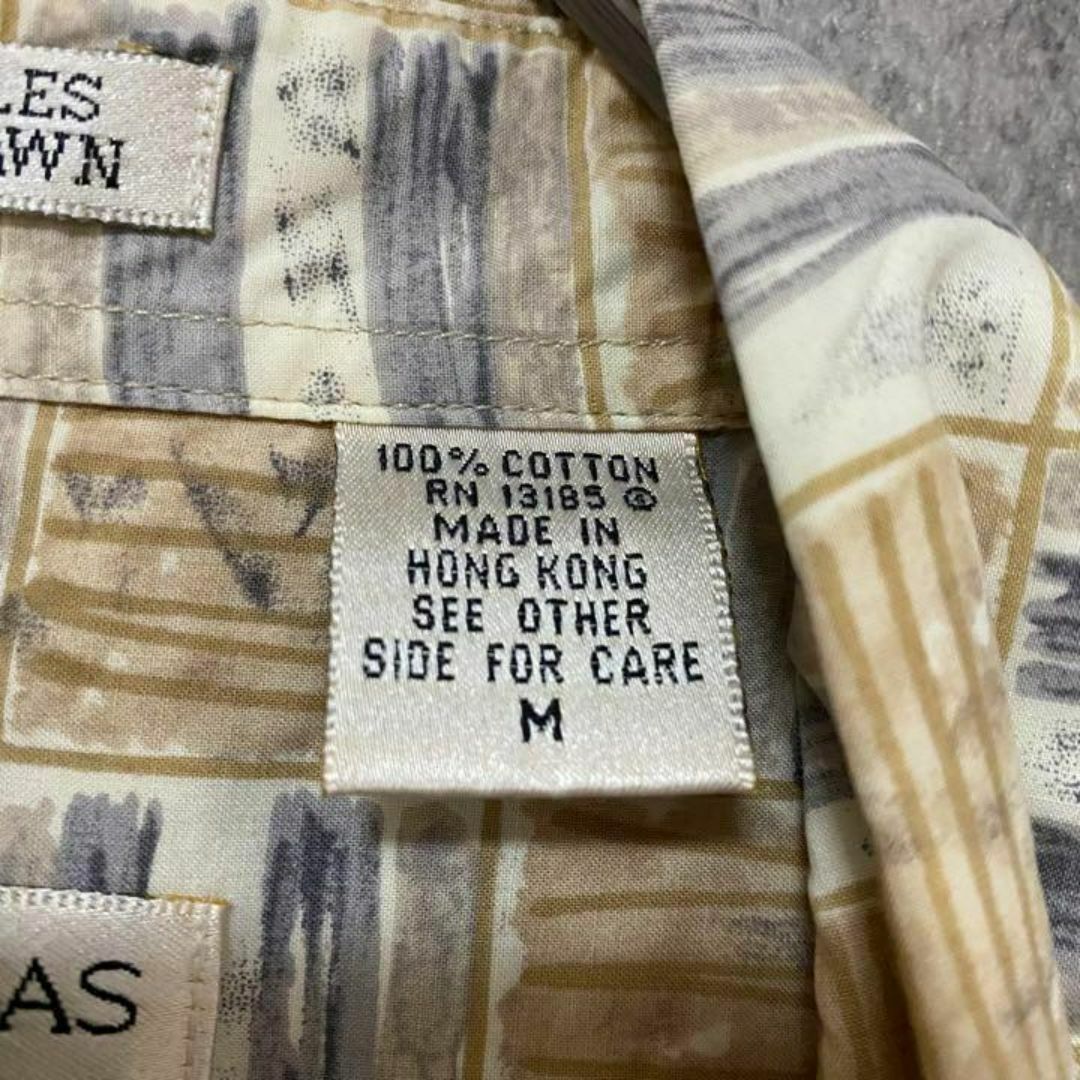 LES
AWN
100% COTTON
RN 13185
MADE IN
HONG KONG
SEE OTHER
SIDE FOR CARE
M
AS